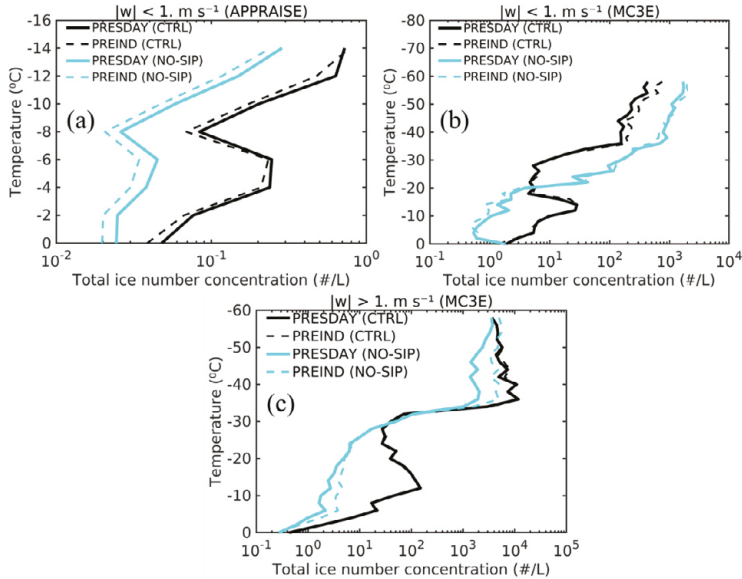 |w| < 1. m s⁻¹ (APPRAISE)
-16
-14
-12
-10
-8
-6
-4
-2
0
Temperature (⁰C)
PRESDAY (CTRL)
PREIND (CTRL)
PRESDAY (NO-SIP)
PREIND (NO-SIP)
(a)
10⁻² 10⁻¹ 10⁰
Total ice number concentration (#/L)
|w| < 1. m s⁻¹ (MC3E)
-80
-70
-60
-50
-40
-30
-20
-10
0
Temperature (⁰C)
PRESDAY (CTRL)
PREIND (CTRL)
PRESDAY (NO-SIP)
PREIND (NO-SIP)
(b)
10⁻¹ 10⁰ 10¹ 10² 10³ 10⁴
Total ice number concentration (#/L)
|w| > 1. m s⁻¹ (MC3E)
-60
-50
-40
-30
-20
-10
0
Temperature (⁰C)
PRESDAY (CTRL)
PREIND (CTRL)
PRESDAY (NO-SIP)
PREIND (NO-SIP)
(c)
10⁻¹ 10⁰ 10¹ 10² 10³ 10⁴ 10⁵
Total ice number concentration (#/L)